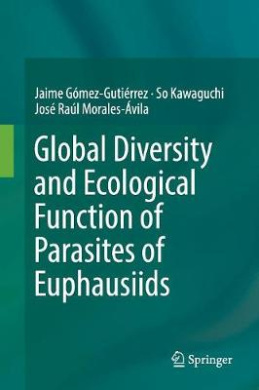 Jaime Gómez-Gutiérrez · So Kawaguchi
José Raúl Morales-Ávila
Global Diversity
and Ecological
Function of
Parasites of
Euphausiids
Springer